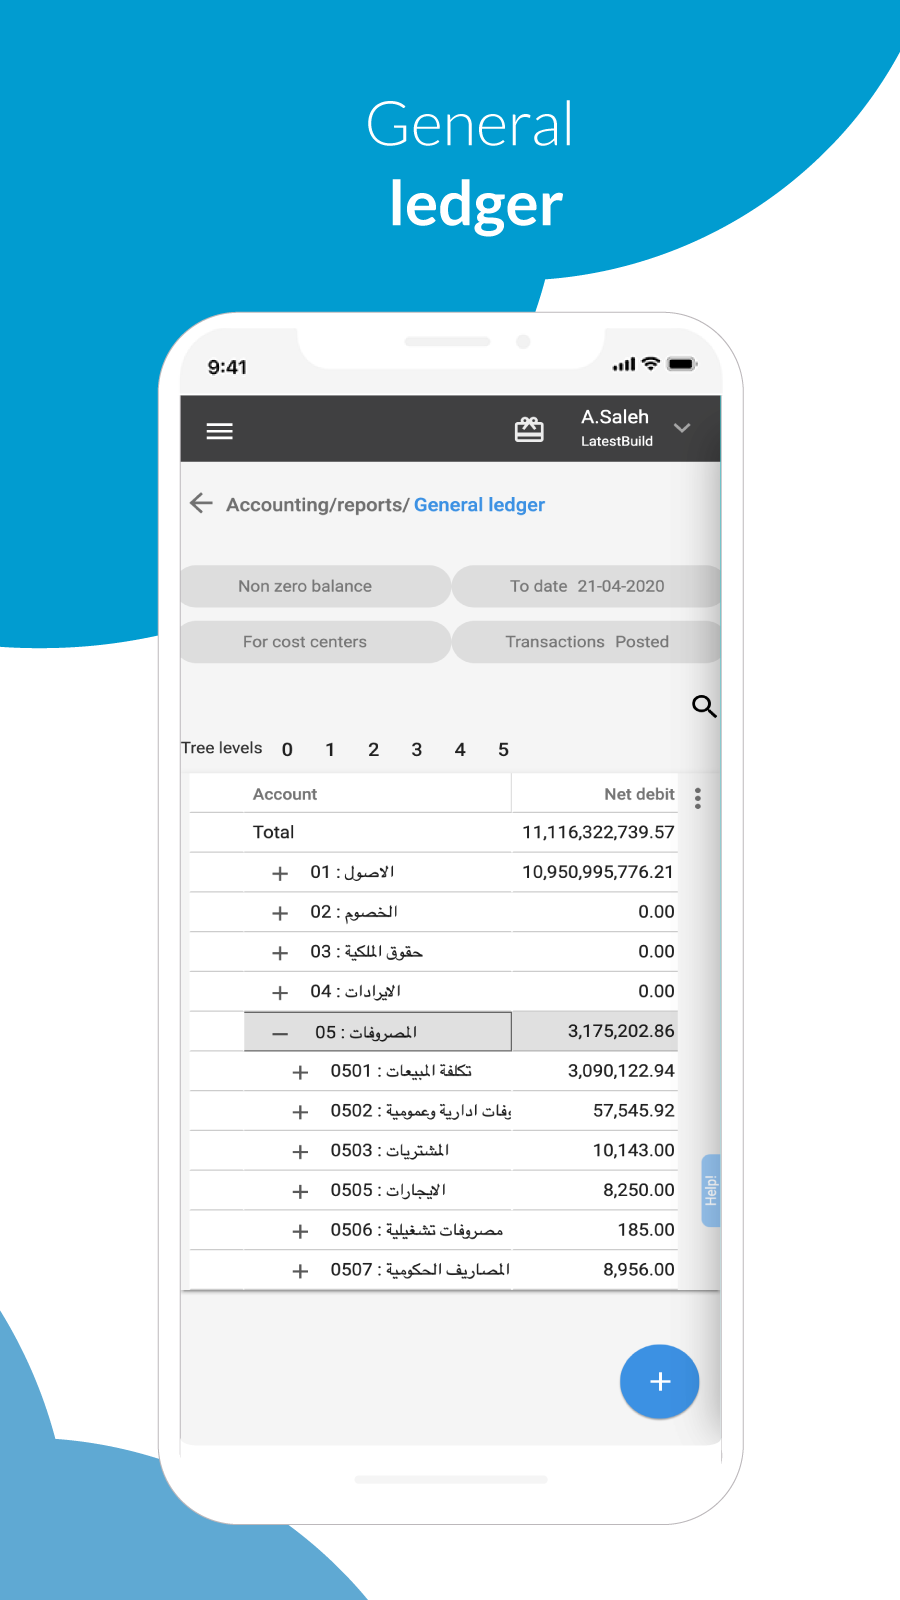 General
ledger
9:41
A.Saleh
LatestBuild
Accounting/reports/ General ledger
Non zero balance
To date 21-04-2020
For cost centers
Transactions Posted
Tree levels 0 1 2 3 4 5
Account Net debit
Total 11,116,322,739.57
01 : الاصول 10,950,995,776.21
02 : الخصوم 0.00
03 : حقوق الملكية 0.00
04 : الايرادات 0.00
05 : المصروفات 3,175,202.86
0501 : تكلفة المبيعات 3,090,122.94
0502 : وفات ادارية وعمومية 57,545.92
0503 : المشتريات 10,143.00
0505 : الايجارات 8,250.00
0506 : مصروفات تشغيلية 185.00
0507 : المصاريف الحكومية 8,956.00
Help!